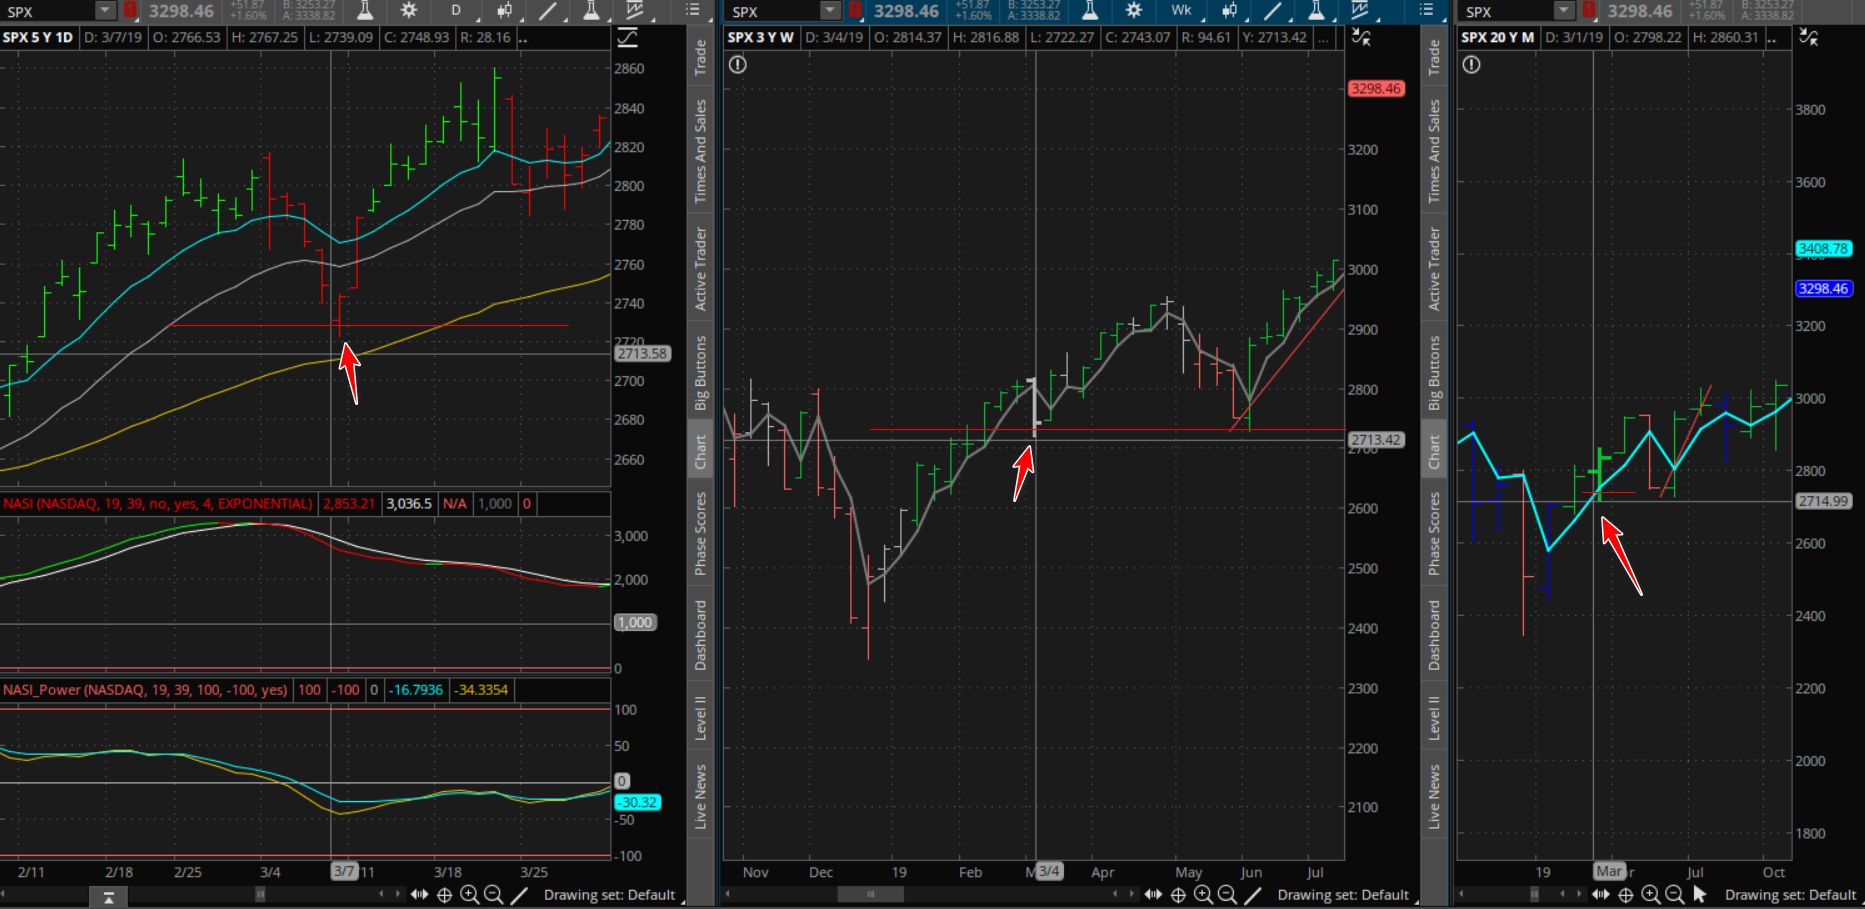 SPX
1
3298.46
+51.87
+1.60%
B: 3253.27
A: 3338.82
D
SPX 5 Y 1D
D: 3/7/19
O: 2766.53
H: 2767.25
L: 2739.09
C: 2748.93
R: 28.16
..
2860
2840
2820
2800
2780
2760
2740
2720
2713.58
2700
2680
2660
NASI (NASDAQ, 19, 39, no, yes, 4, EXPONENTIAL)
2,853.21
3,036.5
N/A
1,000
0
3,000
2,000
1,000
0
NASI_Power (NASDAQ, 19, 39, 100, -100, yes)
100
-100
0
-16.7936
-34.3354
100
50
0
-30.32
-50
-100
2/11
2/18
2/25
3/4
3/7
11
3/18
3/25
Drawing set: Default
Trade
Times And Sales
Active Trader
Big Buttons
Chart
Phase Scores
Dashboard
Level II
Live News
SPX
3298.46
+51.87
+1.60%
B: 3253.27
A: 3338.82
Wk
SPX 3 Y W
D: 3/4/19
O: 2814.37
H: 2816.88
L: 2722.27
C: 2743.07
R: 94.61
Y: 2713.42
...
3298.46
3200
3100
3000
2900
2800
2713.42
2700
2600
2500
2400
2300
2200
2100
Nov
Dec
19
Feb
M
3/4
Apr
May
Jun
Jul
Drawing set: Default
Trade
Times And Sales
Active Trader
Big Buttons
Chart
Phase Scores
Dashboard
Level II
Live News
SPX
1
3298.46
+51.87
+1.60%
B: 3253.27
A: 3338.82
SPX 20 Y M
D: 3/1/19
O: 2798.22
H: 2860.31
..
3800
3600
3408.78
3400
3298.46
3200
3000
2800
2714.99
2600
2400
2200
2000
1800
19
Mar
r
Jul
Oct
Drawing set: Default